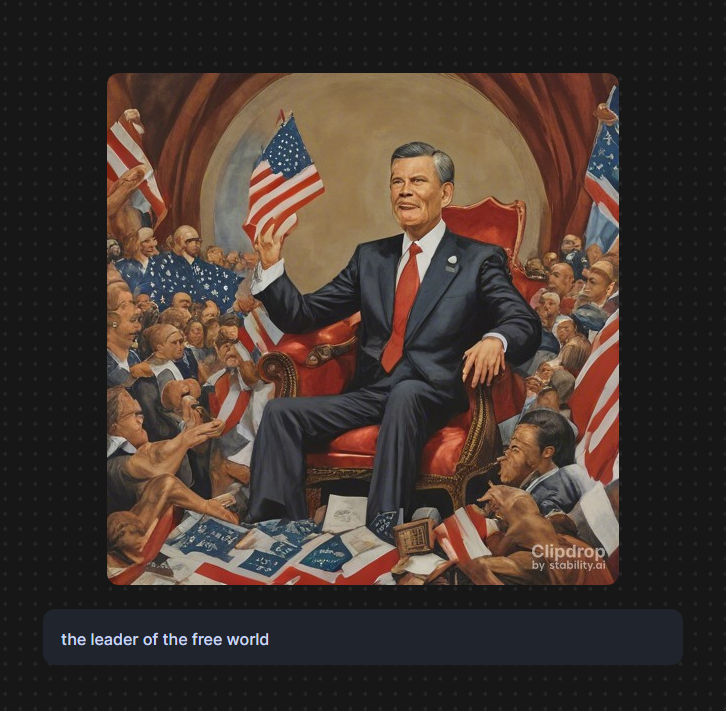 Clipdrop
by stability.ai
the leader of the free world